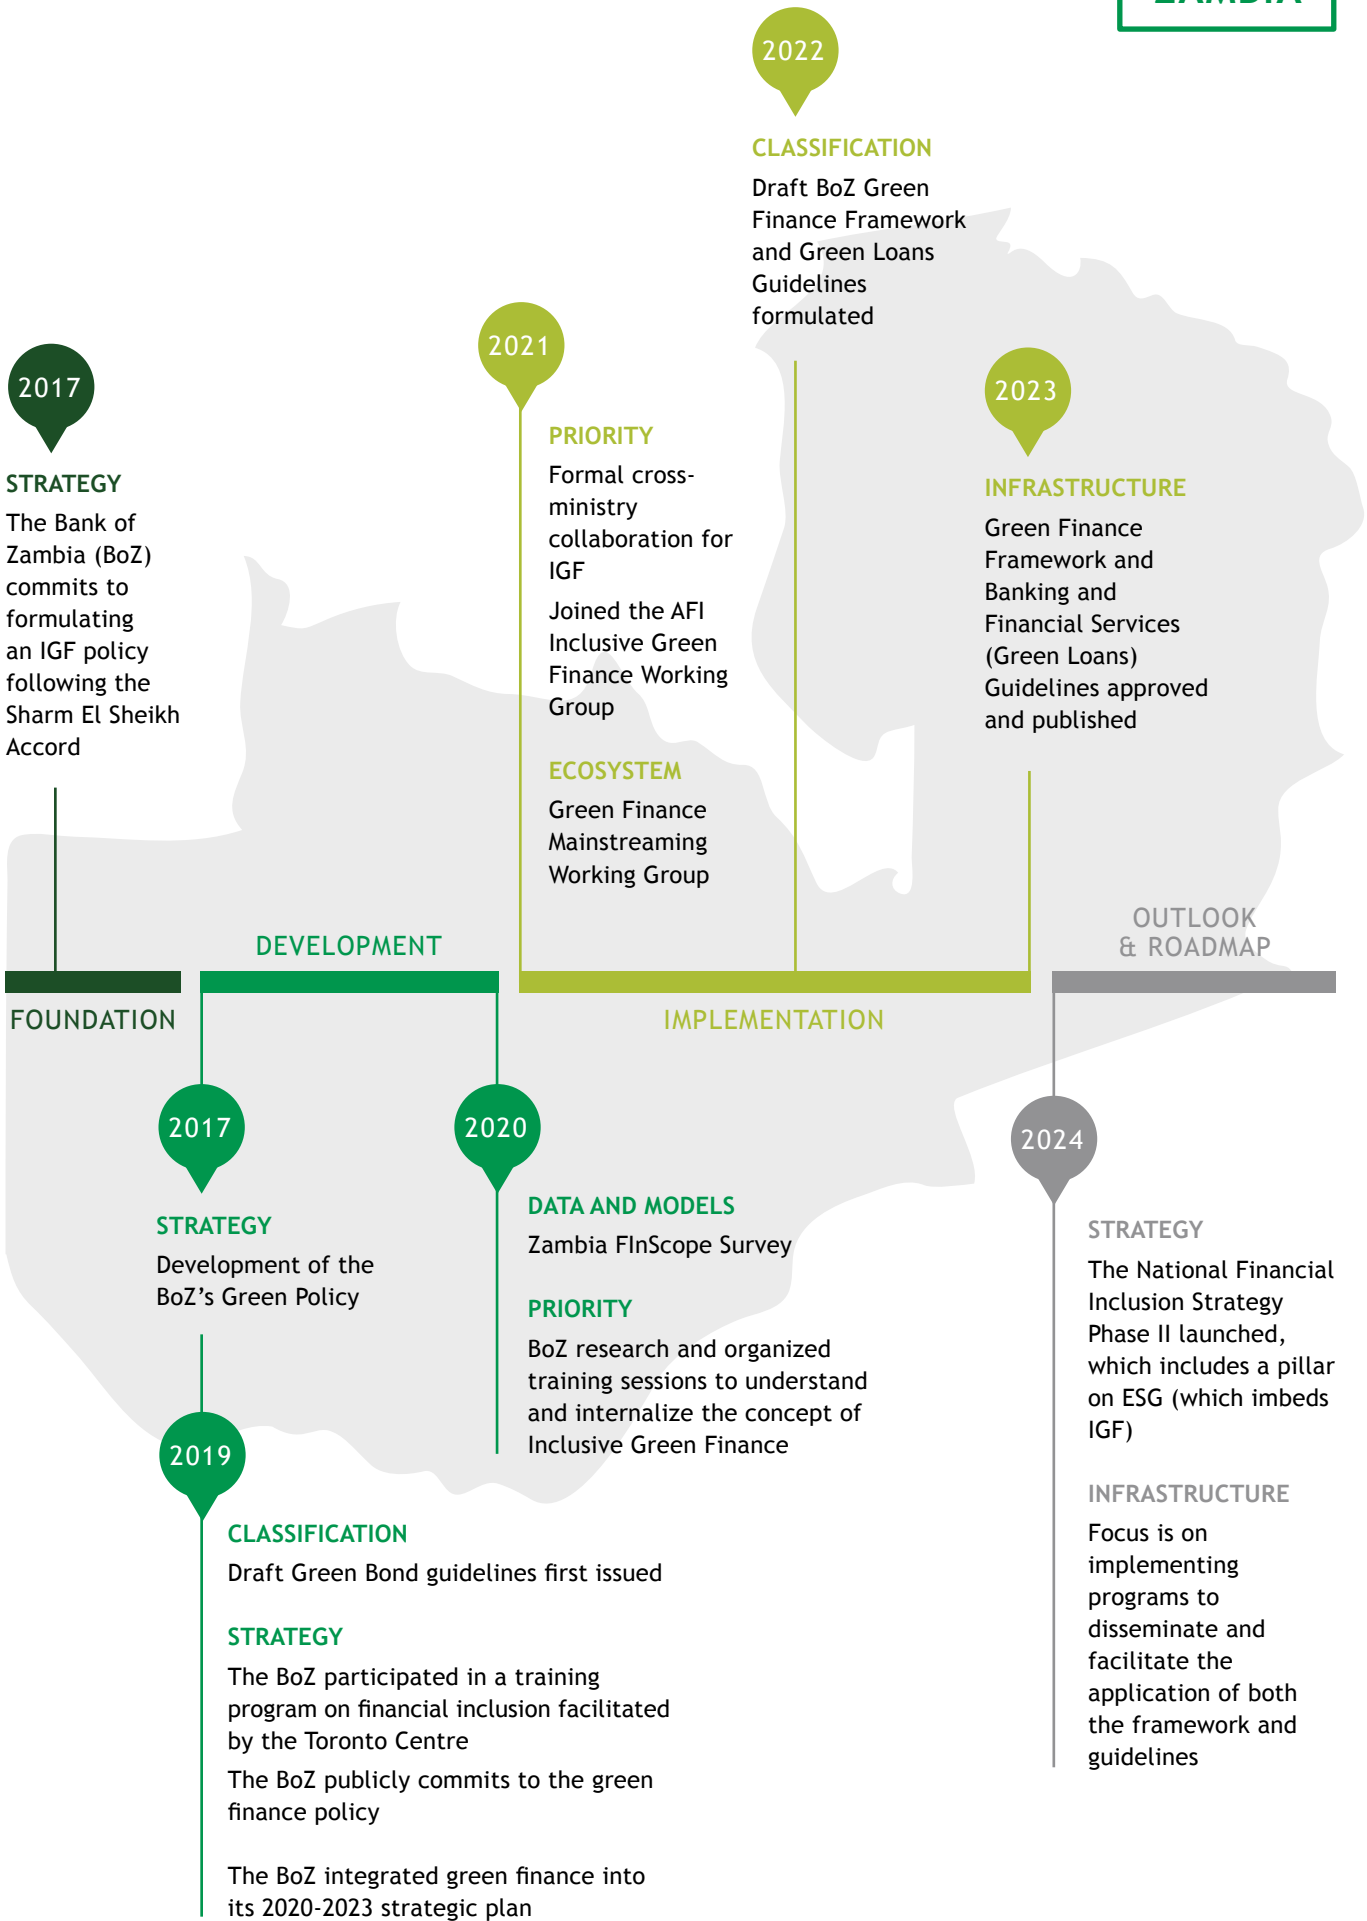 ZAMBIA
2022
CLASSIFICATION
Draft BoZ Green
Finance Framework
and Green Loans
Guidelines
formulated
2021
PRIORITY
Formal cross-
ministry
collaboration for
IGF
Joined the AFI
Inclusive Green
Finance Working
Group
ECOSYSTEM
Green Finance
Mainstreaming
Working Group
2017
STRATEGY
The Bank of
Zambia (BoZ)
commits to
formulating
an IGF policy
following the
Sharm El Sheikh
Accord
2023
INFRASTRUCTURE
Green Finance
Framework and
Banking and
Financial Services
(Green Loans)
Guidelines approved
and published
DEVELOPMENT
OUTLOOK
& ROADMAP
FOUNDATION
IMPLEMENTATION
2017
STRATEGY
Development of the
BoZ’s Green Policy
2019
CLASSIFICATION
Draft Green Bond guidelines first issued
STRATEGY
The BoZ participated in a training
program on financial inclusion facilitated
by the Toronto Centre
The BoZ publicly commits to the green
finance policy
The BoZ integrated green finance into
its 2020-2023 strategic plan
2020
DATA AND MODELS
Zambia FInScope Survey
PRIORITY
BoZ research and organized
training sessions to understand
and internalize the concept of
Inclusive Green Finance
2024
STRATEGY
The National Financial
Inclusion Strategy
Phase II launched,
which includes a pillar
on ESG (which imbeds
IGF)
INFRASTRUCTURE
Focus is on
implementing
programs to
disseminate and
facilitate the
application of both
the framework and
guidelines